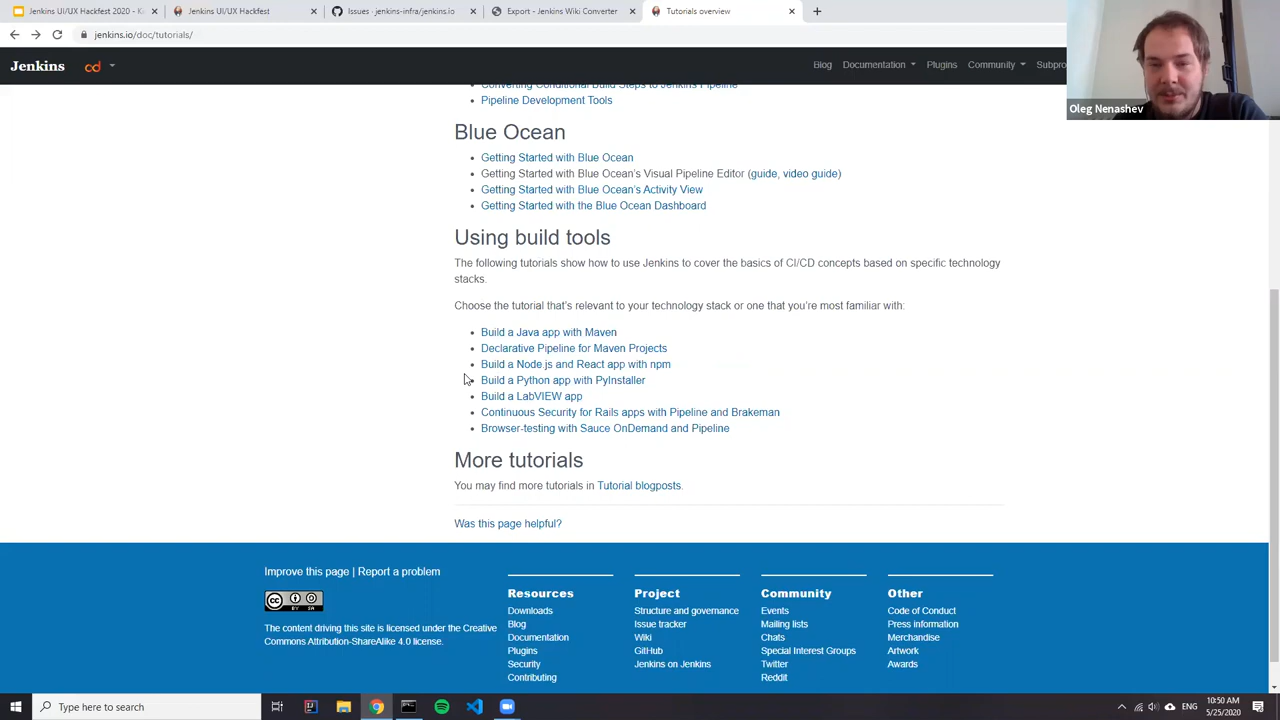 Jenkins UI/UX Hackfest 2020 - K
Jenkins UI/UX Hackfest
Issues · jenkins-infra/jenkins.io
Export - Jenkins - Wiki Converter
Tutorials overview
jenkins.io/doc/tutorials/
Jenkins
cd
Blog
Documentation
Plugins
Community
Subpro
Oleg Nenashev
Converting Conditional Build Steps to Jenkins Pipeline
Pipeline Development Tools
Blue Ocean
Getting Started with Blue Ocean
Getting Started with Blue Ocean's Visual Pipeline Editor (guide, video guide)
Getting Started with Blue Ocean's Activity View
Getting Started with the Blue Ocean Dashboard
Using build tools
The following tutorials show how to use Jenkins to cover the basics of CI/CD concepts based on specific technology
stacks.
Choose the tutorial that's relevant to your technology stack or one that you're most familiar with:
Build a Java app with Maven
Declarative Pipeline for Maven Projects
Build a Node.js and React app with npm
Build a Python app with PyInstaller
Build a LabVIEW app
Continuous Security for Rails apps with Pipeline and Brakeman
Browser-testing with Sauce OnDemand and Pipeline
More tutorials
You may find more tutorials in Tutorial blogposts.
Was this page helpful?
Improve this page | Report a problem
CC BY SA
The content driving this site is licensed under the Creative
Commons Attribution-ShareAlike 4.0 license.
Resources
Downloads
Blog
Documentation
Plugins
Security
Contributing
Project
Structure and governance
Issue tracker
Wiki
GitHub
Jenkins on Jenkins
Community
Events
Mailing lists
Chats
Special Interest Groups
Twitter
Reddit
Other
Code of Conduct
Press information
Merchandise
Artwork
Awards
Type here to search
ENG
10:50 AM
5/25/2020